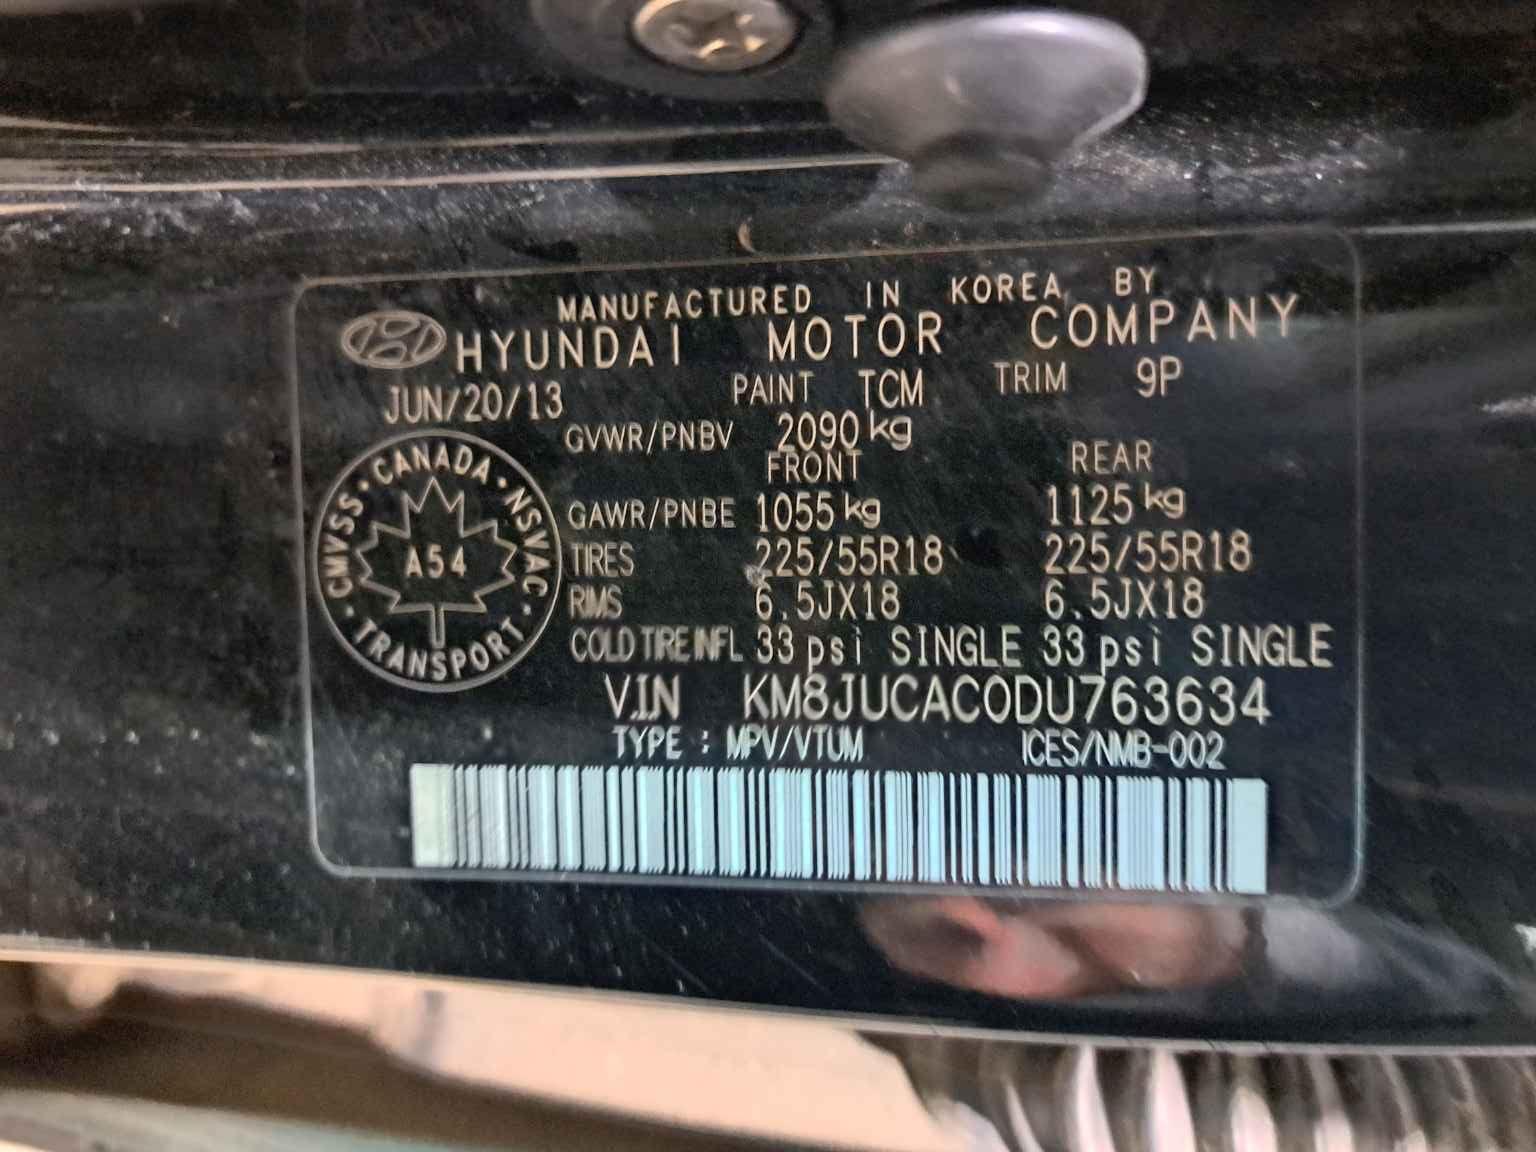 MANUFACTURED IN KOREA BY
HYUNDAI MOTOR COMPANY
JUN/20/13 PAINT TCM TRIM 9P
GVWR/PNBV 2090 kg
FRONT REAR
GAWR/PNBE 1055 kg 1125 kg
TIRES 225/55R18 225/55R18
RIMS 6.5JX18 6.5JX18
COLD TIRE INFL 33 psi SINGLE 33 psi SINGLE
V.I.N KM8JUCAC0DU763634
TYPE : MPV/VTUM ICES/NMB-002
CANADA · NSVAC · TRANSPORT · CMVSS ·
A54